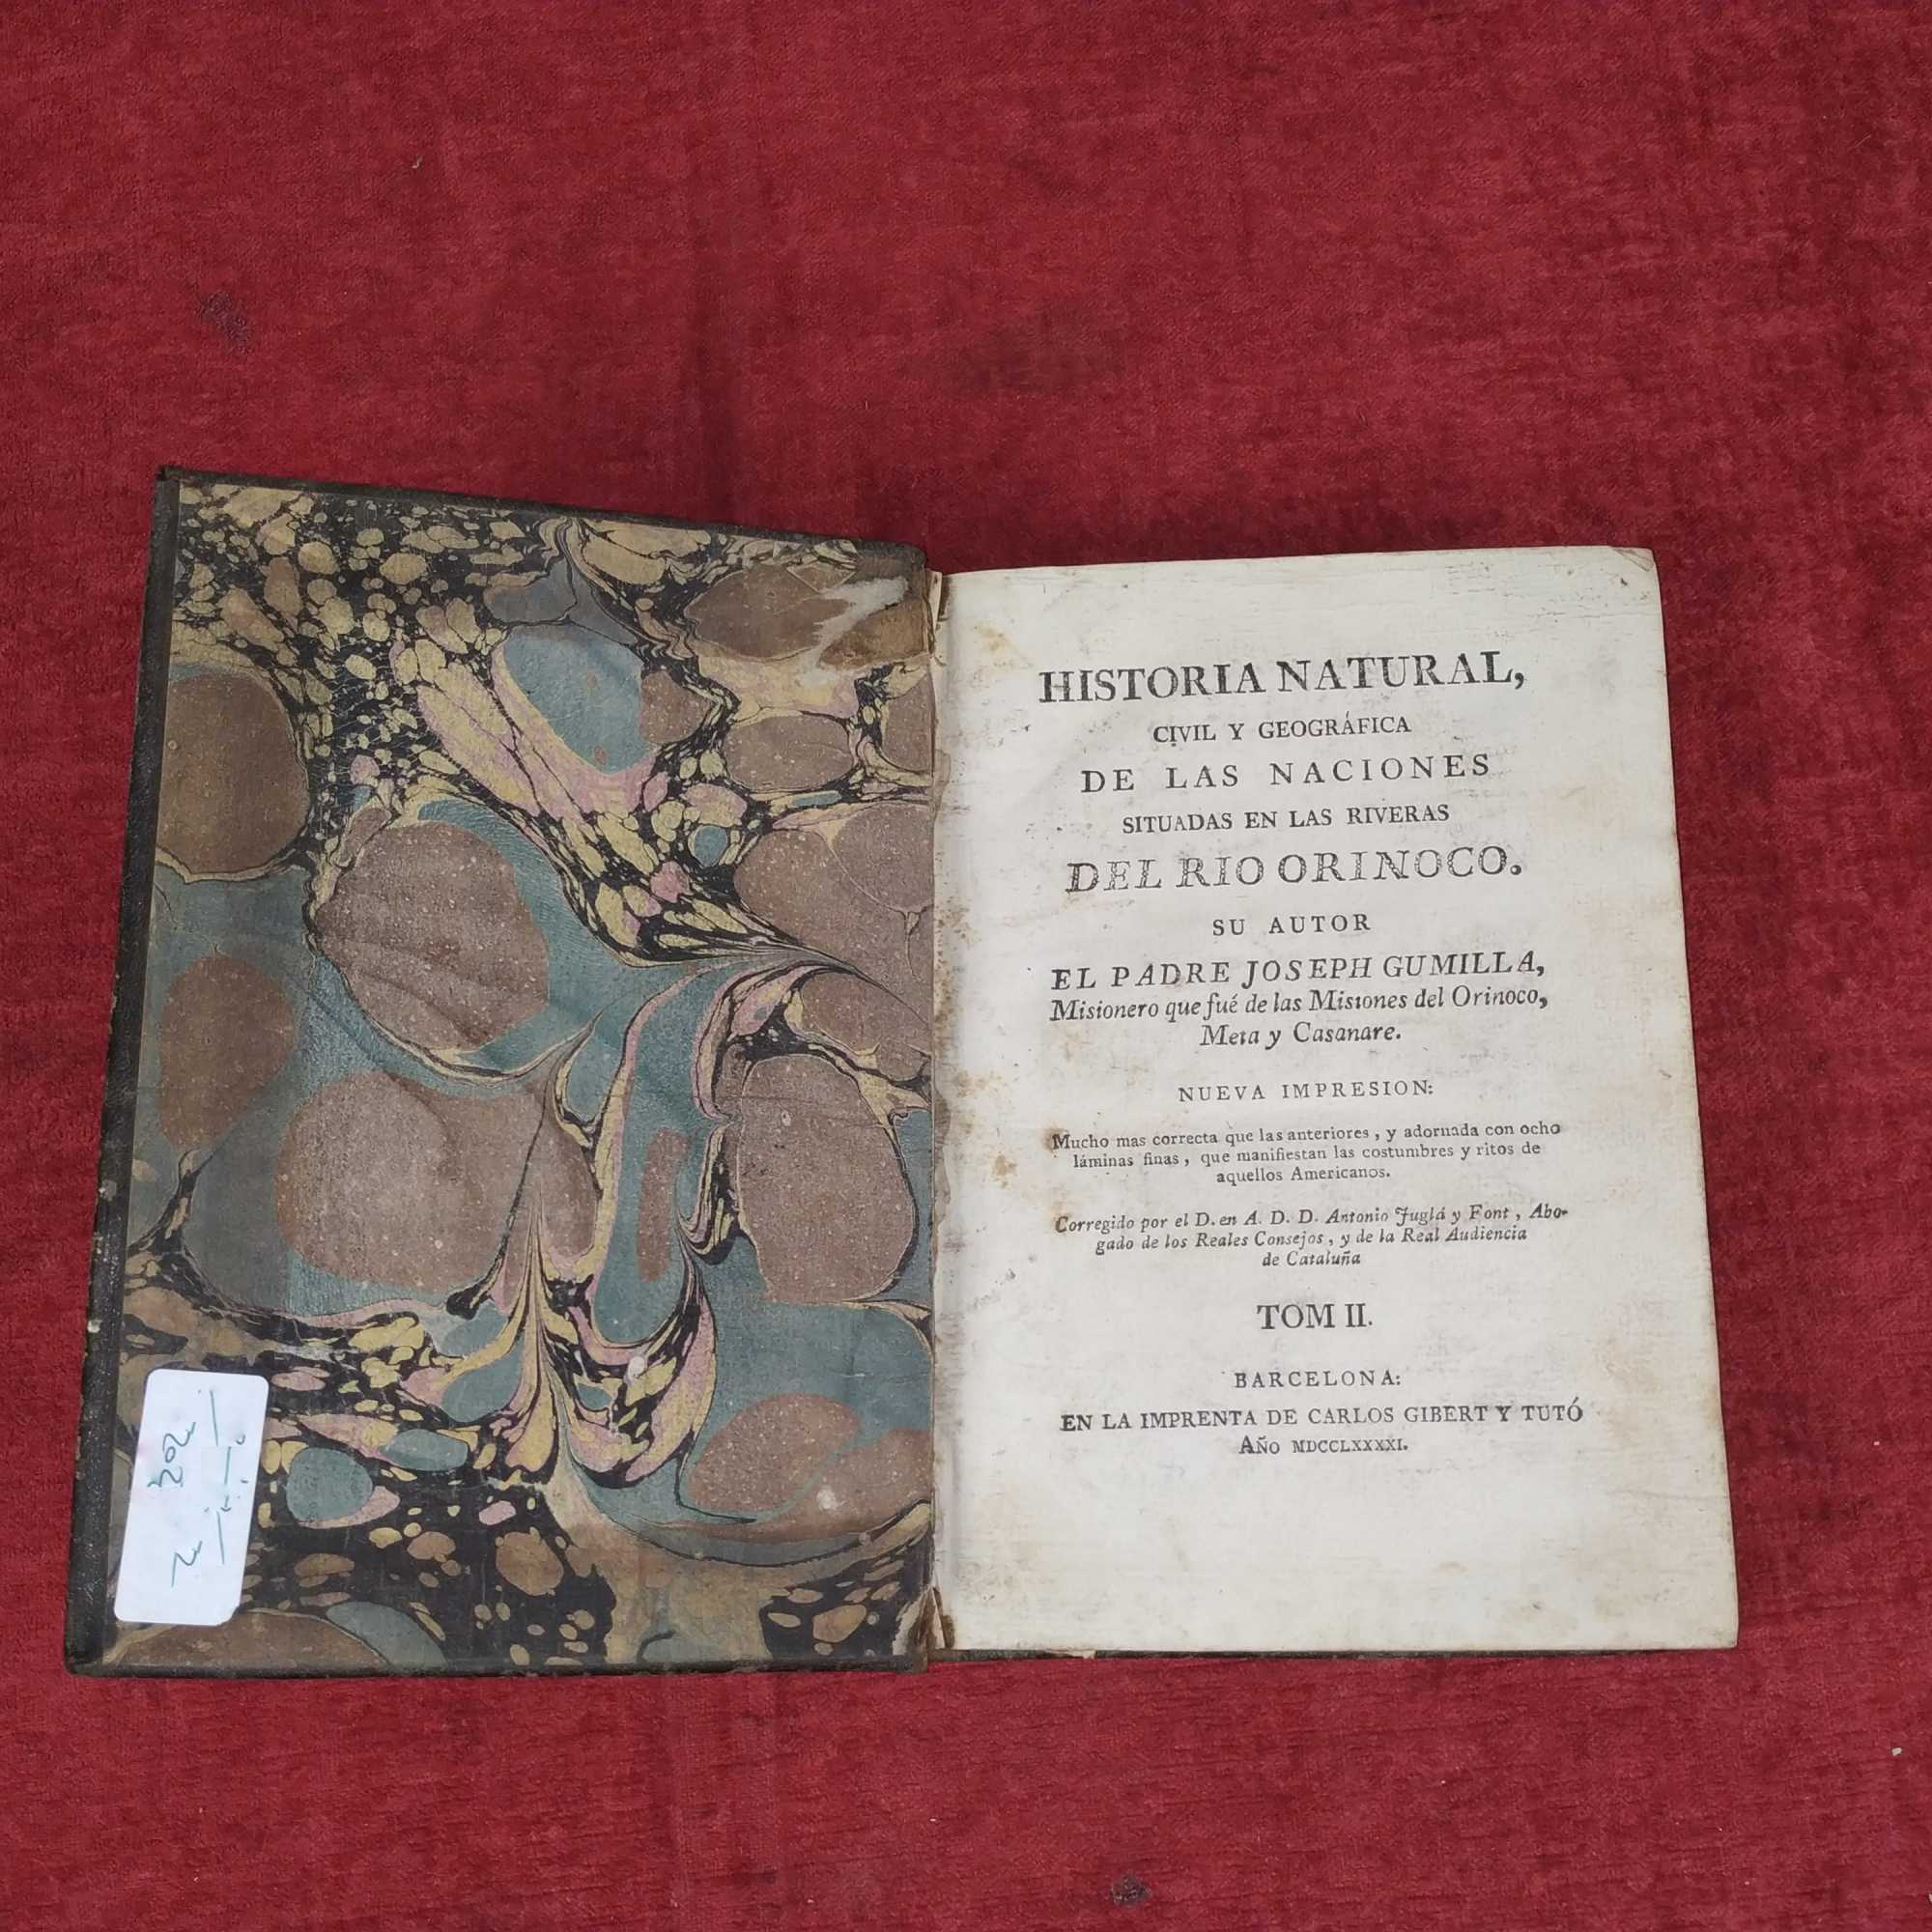 HISTORIA NATURAL,
CIVIL Y GEOGRÁFICA
DE LAS NACIONES
SITUADAS EN LAS RIVERAS
DEL RIO ORINOCO.
SU AUTOR
EL PADRE JOSEPH GUMILLA,
Misionero que fué de las Misiones del Orinoco,
Meta y Casanare.
NUEVA IMPRESION:
Mucho mas correcta que las anteriores, y adornada con ocho
láminas finas, que manifiestan las costumbres y ritos de
aquellos Americanos.
Corregido por el D. en A. D. D. Antonio Juglá y Font, Abo-
gado de los Reales Consejos, y de la Real Audiencia
de Cataluña
TOM II.
BARCELONA:
EN LA IMPRENTA DE CARLOS GIBERT Y TUTÓ
AÑO MDCCLXXXXI.